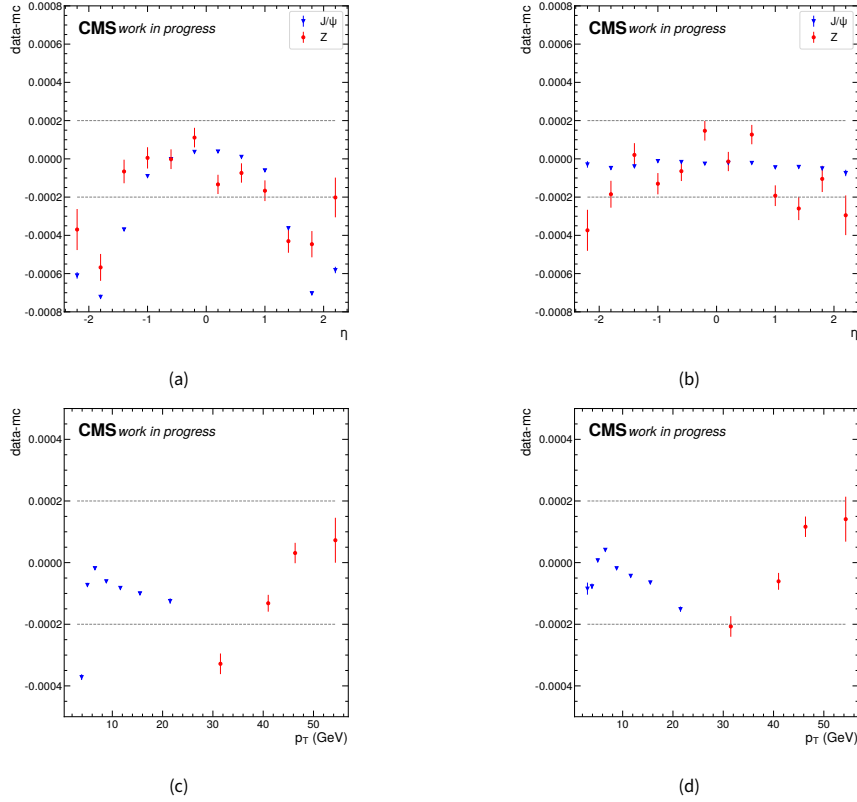 data-mc
0.0008
CMS work in progress
J/ψ
Z
0.0006
0.0004
0.0002
0.0000
-0.0002
-0.0004
-0.0006
-0.0008
-2 -1 0 1 2
η
(a)
data-mc
0.0008
CMS work in progress
J/ψ
Z
0.0006
0.0004
0.0002
0.0000
-0.0002
-0.0004
-0.0006
-0.0008
-2 -1 0 1 2
η
(b)
data-mc
CMS work in progress
0.0004
0.0002
0.0000
-0.0002
-0.0004
10 20 30 40 50
pT (GeV)
(c)
data-mc
CMS work in progress
0.0004
0.0002
0.0000
-0.0002
-0.0004
10 20 30 40 50
pT (GeV)
(d)